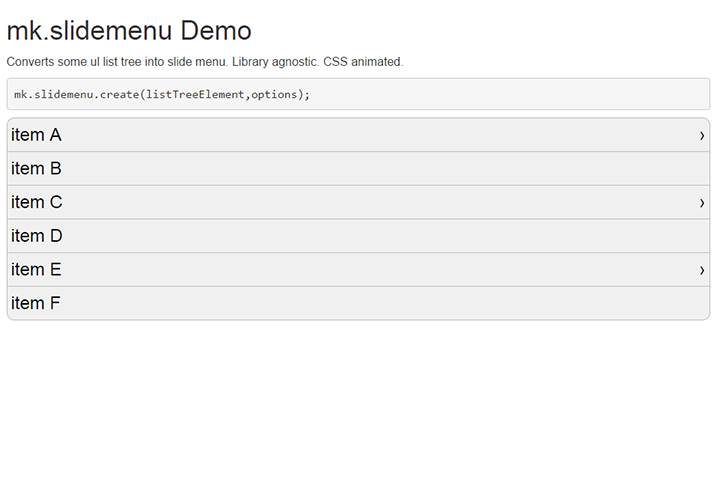 mk.slidemenu Demo
Converts some ul list tree into slide menu. Library agnostic. CSS animated.
mk.slidemenu.create(listTreeElement,options);
item A ›
item B
item C ›
item D
item E ›
item F